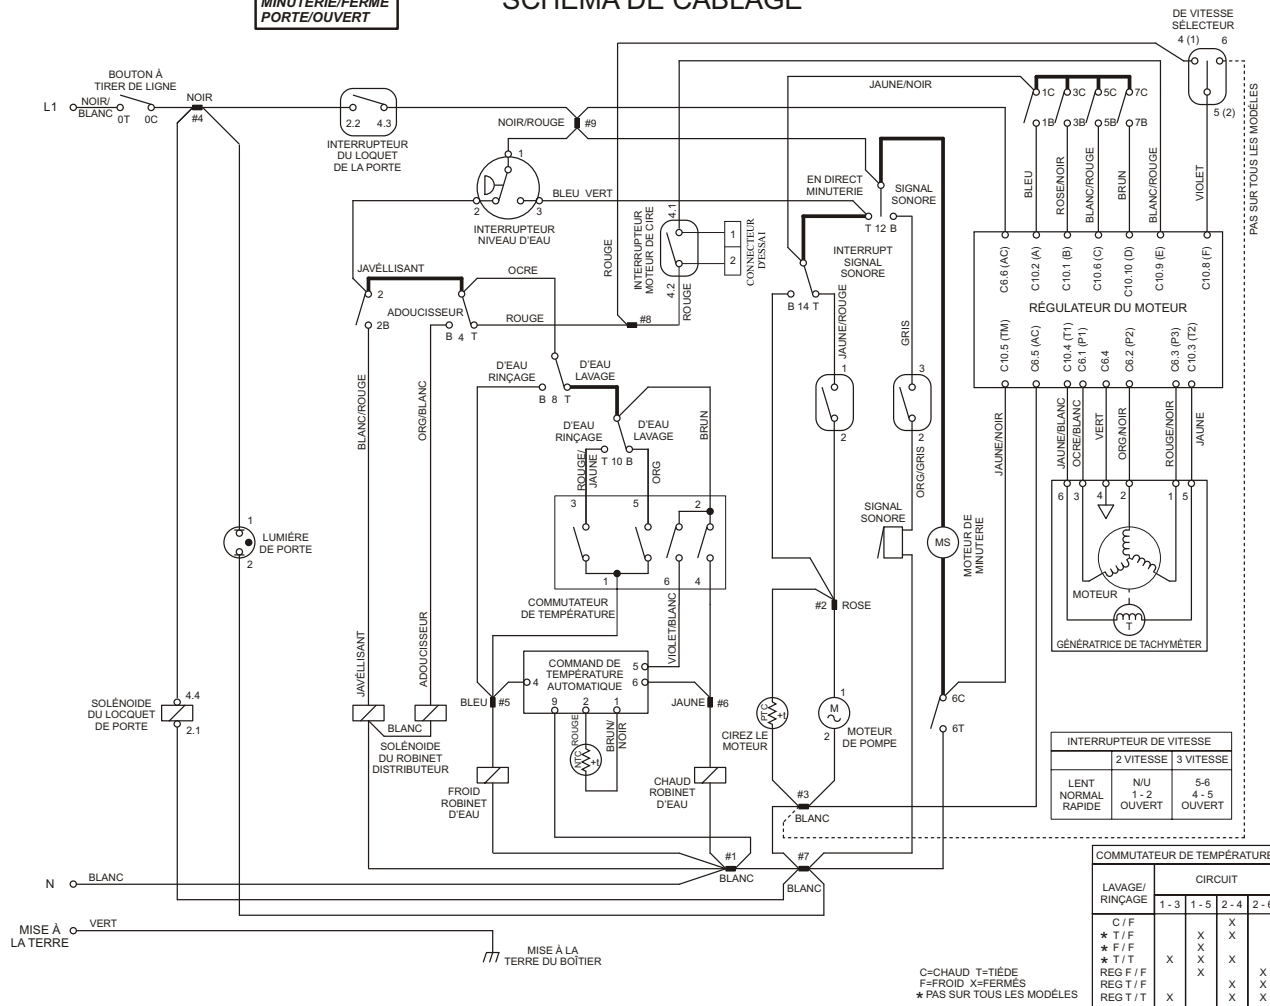 MINUTERIE/FERMÉ
PORTE/OUVERT
SCHÉMA DE CÂBLAGE
DE VITESSE
SÉLECTEUR
4 (1) 6
5 (2)
PAS SUR TOUS LES MODÈLES
BOUTON À
TIRER DE LIGNE
L1
NOIR/
BLANC
0T 0C
NOIR
#4
2.2 4.3
INTERRUPTEUR
DU LOQUET
DE LA PORTE
NOIR/ROUGE
#9
JAUNE/NOIR
1C 3C 5C 7C
1B 3B 5B 7B
BLEU
ROSE/NOIR
BLANC/ROUGE
BRUN
BLANC/ROUGE
VIOLET
1
2
3
BLEU VERT
INTERRUPTEUR
NIVEAU D'EAU
EN DIRECT
MINUTERIE
SIGNAL
SONORE
T 12 B
INTERRUPT
SIGNAL
SONORE
B 14 T
ROUGE
INTERRUPTEUR
MOTEUR DE CIRE
4.1
4.2
ROUGE
1
2
CONNECTEUR
D'ESSAI
JAUNE/ROUGE
GRIS
C6.6 (AC)
C10.2 (A)
C10.1 (B)
C10.6 (C)
C10.10 (D)
C10.9 (E)
C10.8 (F)
RÉGULATEUR DU MOTEUR
C10.5 (TM)
C6.5 (AC)
C10.4 (T1)
C6.1 (P1)
C6.4
C6.2 (P2)
C6.3 (P3)
C10.3 (T2)
JAVÉLLISANT
2
2B
OCRE
ADOUCISSEUR
B 4 T
ROUGE
#8
D'EAU
RINÇAGE
D'EAU
LAVAGE
B 8 T
D'EAU
RINÇAGE
D'EAU
LAVAGE
T 10 B
BRUN
ROUGE/
JAUNE
ORG
BLANC/ROUGE
ORG/BLANC
1
2
3
2
ORG/GRIS
SIGNAL
SONORE
MS
MOTEUR DE
MINUTERIE
JAUNE/NOIR
JAUNE/BLANC
OCRE/BLANC
VERT
ORG/NOIR
ROUGE/NOIR
JAUNE
6 3 4 2 1 5
MOTEUR
T
GÉNÉRATRICE DE TACHYMÉTER
3 5 2
1 6 4
COMMUTATEUR
DE TEMPÉRATURE
VIOLET/BLANC
1
2
LUMIÉRE
DE PORTE
#2 ROSE
COMMAND DE
TEMPÉRATURE
AUTOMATIQUE
4
5
6
9 2 1
BLEU #5
JAUNE #6
ROUGE
BRUN/
NOIR
NTC
+t
JAVÉLLISANT
ADOUCISSEUR
BLANC
SOLÉNOIDE
DU ROBINET
DISTRIBUTEUR
SOLÉNOIDE
DU LOCQUET
DE PORTE
4.4
2.1
FROID
ROBINET
D'EAU
CHAUD
ROBINET
D'EAU
PTC
+t
CIREZ LE
MOTEUR
1
M
2
MOTEUR
DE POMPE
6C
6T
#3
BLANC
#1
BLANC
#7
BLANC
INTERRUPTEUR DE VITESSE
2 VITESSE 3 VITESSE
LENT N/U 5-6
NORMAL 1 - 2 4 - 5
RAPIDE OUVERT OUVERT
N BLANC
MISE À
LA TERRE
VERT
MISE À LA
TERRE DU BOÎTIER
COMMUTATEUR DE TEMPÉRATURE
LAVAGE/
RINÇAGE
CIRCUIT
1 - 3 1 - 5 2 - 4 2 - 6
C / F X
* T / F X X
* F / F X
* T / T X X X
REG F / F X X
REG T / F X X
REG T / T X X X
C=CHAUD T=TIÉDE
F=FROID X=FERMÉS
* PAS SUR TOUS LES MODÉLES